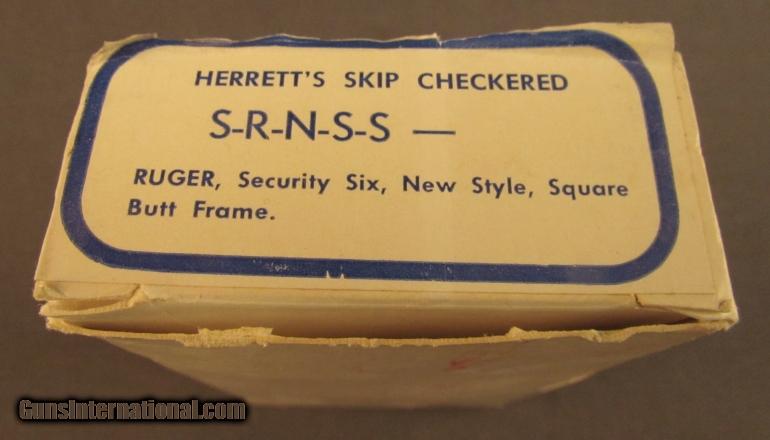 HERRETT'S SKIP CHECKERED
S-R-N-S-S —
RUGER, Security Six, New Style, Square
Butt Frame.
GunsInternational.com